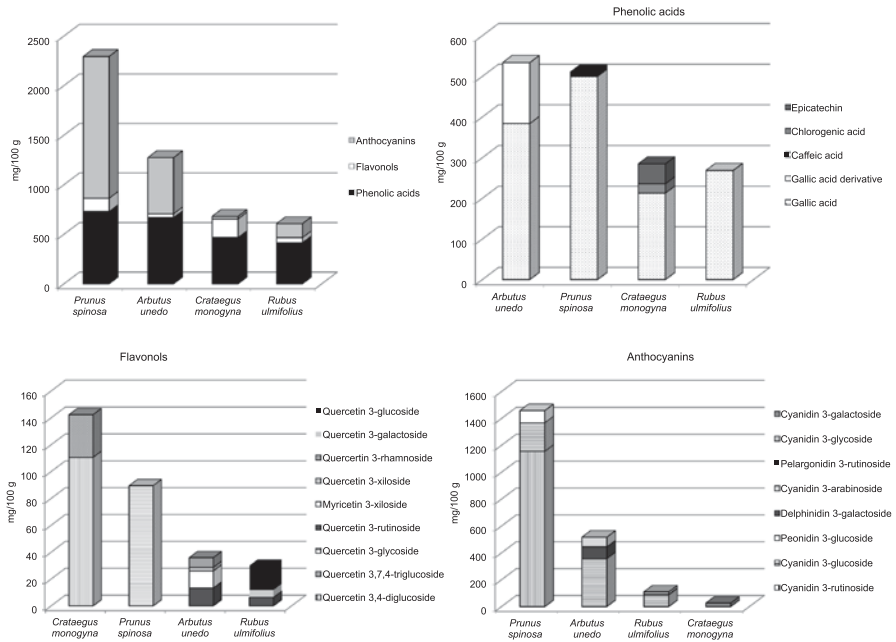 2500
2000
1500
1000
500
0
mg/100 g
Prunus
spinosa
Arbutus
unedo
Crataegus
monogyna
Rubus
ulmifolius
Anthocyanins
Flavonols
Phenolic acids
Phenolic acids
600
500
400
300
200
100
0
mg/100 g
Arbutus
unedo
Prunus
spinosa
Crataegus
monogyna
Rubus
ulmifolius
Epicatechin
Chlorogenic acid
Caffeic acid
Gallic acid derivative
Gallic acid
Flavonols
160
140
120
100
80
60
40
20
0
mg/100 g
Crataegus
monogyna
Prunus
spinosa
Arbutus
unedo
Rubus
ulmifolius
Quercetin 3-glucoside
Quercetin 3-galactoside
Quercertin 3-rhamnoside
Quercetin 3-xiloside
Myricetin 3-xiloside
Quercetin 3-rutinoside
Quercetin 3-glycoside
Quercetin 3,7,4-triglucoside
Quercetin 3,4-diglucoside
Anthocyanins
1600
1400
1200
1000
800
600
400
200
0
mg/100 g
Prunus
spinosa
Arbutus
unedo
Rubus
ulmifolius
Crataegus
monogyna
Cyanidin 3-galactoside
Cyanidin 3-glycoside
Pelargonidin 3-rutinoside
Cyanidin 3-arabinoside
Delphinidin 3-galactoside
Peonidin 3-glucoside
Cyanidin 3-glucoside
Cyanidin 3-rutinoside